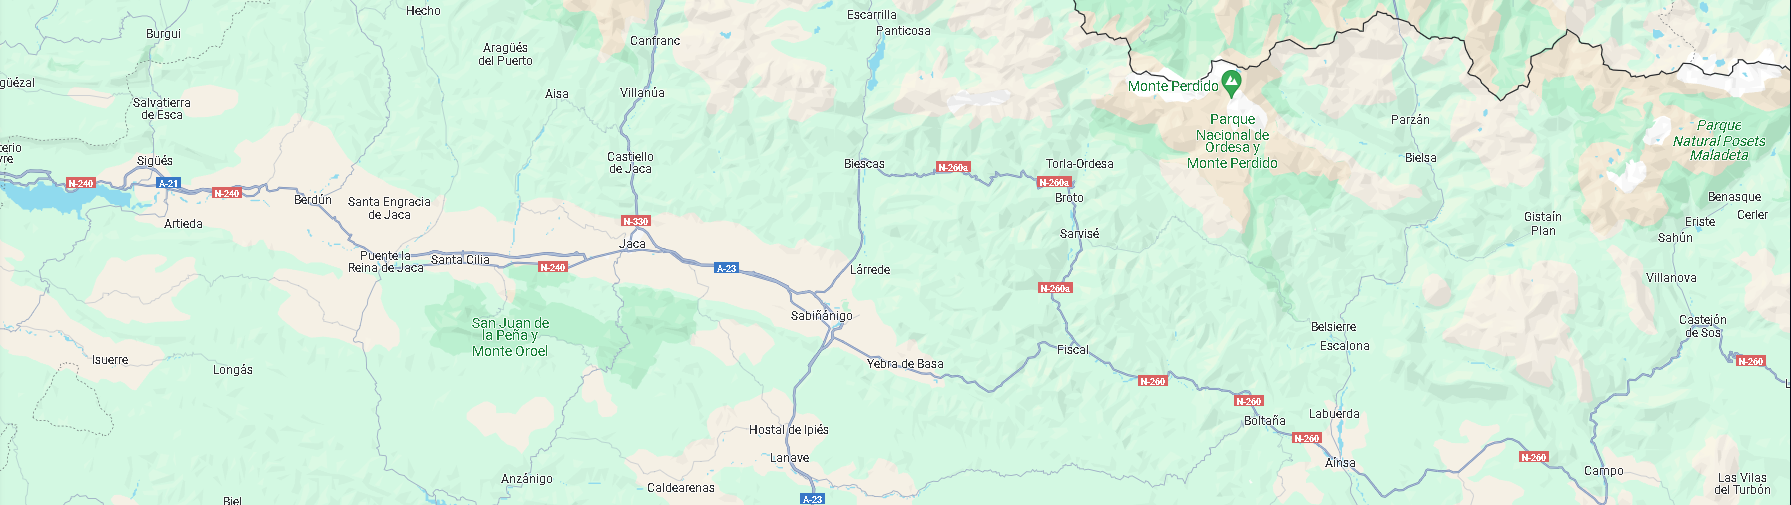 Hecho
Escarrilla
Panticosa
Burgui
Canfranc
Aragüés
del Puerto
güézal
Monte Perdido
Aisa
Villanúa
Salvatierra
de Esca
Parque
Nacional de
Ordesa y
Monte Perdido
Parzán
Parque
Natural Posets
Maladeta
terio
yre
Sigüés
Castiello
de Jaca
Biescas
N-260a
Torla-Ordesa
Bielsa
N-240
A-21
N-240
N-260a
Berdún
Santa Engracia
de Jaca
Broto
Benasque
Artieda
N-330
Gistaín
Plan
Eriste
Cerler
Jaca
Sarvisé
Sahún
Puente la
Reina de Jaca
Santa Cilia
N-240
A-23
Lárrede
Villanova
N-260a
San Juan de
la Peña y
Monte Oroel
Sabiñánigo
Belsierre
Castejón
de Sos
Escalona
Isuerre
Longás
Yebra de Basa
Fiscal
N-260
L
N-260
N-260
Boltaña
Labuerda
Hostal de Ipiés
N-260
Lanave
Aínsa
N-260
Campo
Anzánigo
Caldearenas
Las Vilas
del Turbón
Biel
A-23